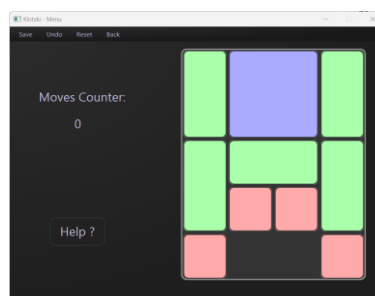 Klotski - Menu
Save Undo Reset Back
Moves Counter:
0
Help ?